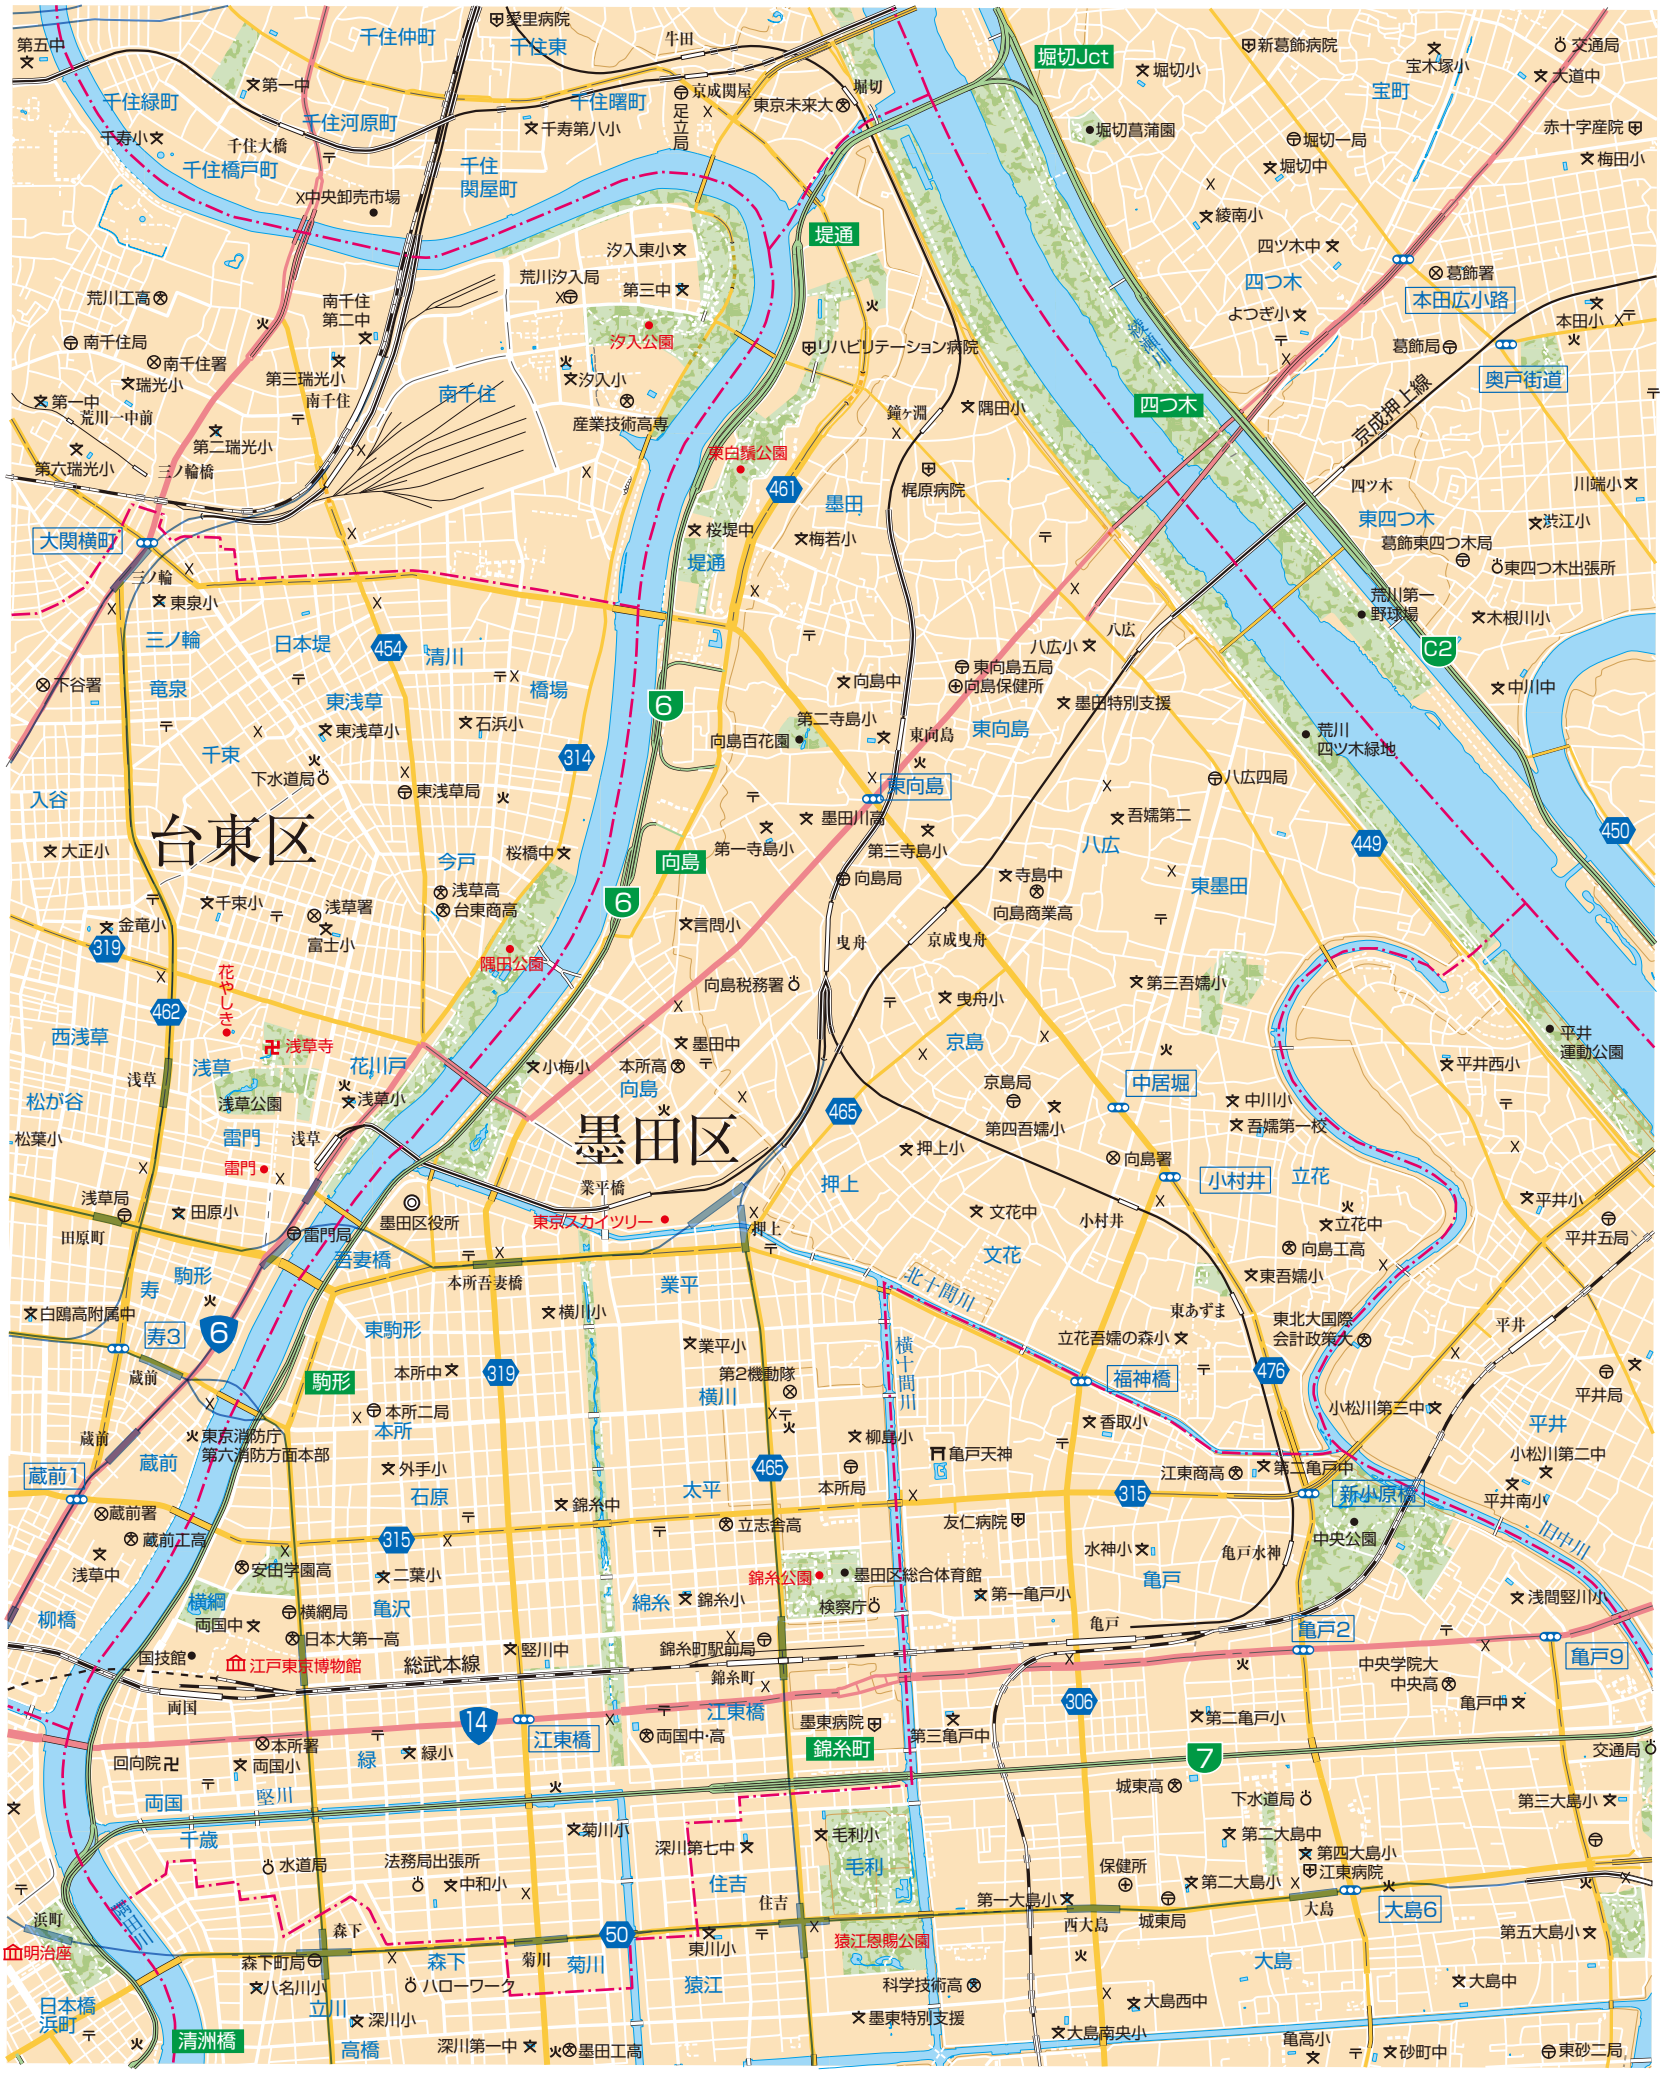 第五中
千住仲町
愛里病院
千住東
牛田
堀切Jct
堀切小
新葛飾病院
宝木塚小
交通局
大道中
宝町
第一中
千住緑町
千住河原町
千住曙町
京成関屋
足立局
東京未来大
堀切
千寿小
千住大橋
千寿第八小
千住橋戸町
千住
関屋町
堀切菖蒲園
堀切一局
堀切中
赤十字産院
梅田小
中央卸売市場
綾南小
四ツ木中
四つ木
葛飾署
堤通
汐入東小
荒川汐入局
第三中
荒川工高
南千住
第二中
汐入公園
リハビリテーション病院
綾瀬川
よつぎ小
本田広小路
本田小
葛飾局
奥戸街道
南千住局
南千住署
瑞光小
第三瑞光小
南千住
南千住
汐入小
産業技術高専
鐘ヶ淵
隅田小
四つ木
京成押上線
第一中
荒川一中前
第二瑞光小
第六瑞光小
三ノ輪橋
東白鬚公園
461
墨田
梶原病院
四ツ木
川端小
大関横町
桜堤中
梅若小
堤通
東四つ木
渋江小
葛飾東四つ木局
東四つ木出張所
三ノ輪
東泉小
荒川第一
野球場
木根川小
三ノ輪
日本堤
454
清川
八広
八広小
C2
下谷署
竜泉
東浅草
橋場
東向島五局
向島保健所
向島中
墨田特別支援
中川中
6
第二寺島小
向島百花園
東向島
東向島
荒川
四ツ木緑地
千束
東浅草小
石浜小
314
下水道局
東浅草局
東向島
八広四局
入谷
台東区
墨田川高
吾嬬第二
449
450
大正小
今戸
桜橋中
向島
第一寺島小
第三寺島小
八広
浅草高
台東商高
6
向島局
寺島中
向島商業高
東墨田
千束小
浅草署
富士小
金竜小
319
言問小
曳舟
京成曳舟
隅田公園
花やしき
462
向島税務署
曳舟小
第三吾嬬小
西浅草
浅草寺
浅草
花川戸
墨田中
小梅小
本所高
向島
京島
平井
運動公園
平井西小
浅草
松が谷
浅草公園
浅草小
京島局
中居堀
第四吾嬬小
中川小
吾嬬第一校
松葉小
雷門
浅草
墨田区
465
押上小
向島署
雷門
業平橋
押上
小村井
立花
浅草局
田原小
田原町
墨田区役所
東京スカイツリー
押上
文花中
小村井
平井小
立花中
平井五局
雷門局
吾妻橋
文花
向島工高
駒形
寿
本所吾妻橋
業平
北十間川
東吾嬬小
白鴎高附属中
寿3
6
東駒形
横川小
東あずま
東北大国際
会計政策大
平井
業平小
横十間川
立花吾嬬の森小
蔵前
駒形
本所中
319
第2機動隊
横川
福神橋
476
平井局
蔵前
東京消防庁
第六消防方面本部
本所二局
本所
柳島小
亀戸天神
香取小
小松川第三中
平井
小松川第二中
蔵前
蔵前1
外手小
石原
465
太平
本所局
江東商高
第二亀戸中
315
新小原橋
平井南小
蔵前署
蔵前工高
錦糸中
立志舎高
友仁病院
水神小
亀戸水神
中央公園
旧中川
浅草中
安田学園高
315
二葉小
錦糸公園
墨田区総合体育館
亀戸
横網
両国中
横網局
亀沢
綿糸
錦糸小
検察庁
第一亀戸小
浅間竪川小
柳橋
日本大第一高
国技館
江戸東京博物館
総武本線
竪川中
錦糸町駅前局
錦糸町
亀戸
亀戸2
亀戸9
両国
14
江東橋
江東橋
両国中・高
墨東病院
錦糸町
第三亀戸中
306
第二亀戸小
中央学院大
中央高
亀戸中
本所署
回向院
両国小
緑
緑小
7
交通局
両国
竪川
城東高
下水道局
第三大島小
千歳
菊川小
深川第七中
毛利小
毛利
第二大島中
第四大島小
水道局
法務局出張所
中和小
住吉
住吉
保健所
江東病院
第二大島小
第一大島小
隅田川
浜町
明治座
森下
森下町局
森下
菊川
菊川
50
東川小
猿江恩賜公園
西大島
城東局
大島
大島6
第五大島小
八名川小
ハローワーク
猿江
科学技術高
大島
大島中
日本橋
浜町
清洲橋
立川
深川小
高橋
深川第一中
墨田工高
墨東特別支援
大島西中
大島南央小
亀高小
砂町中
東砂二局